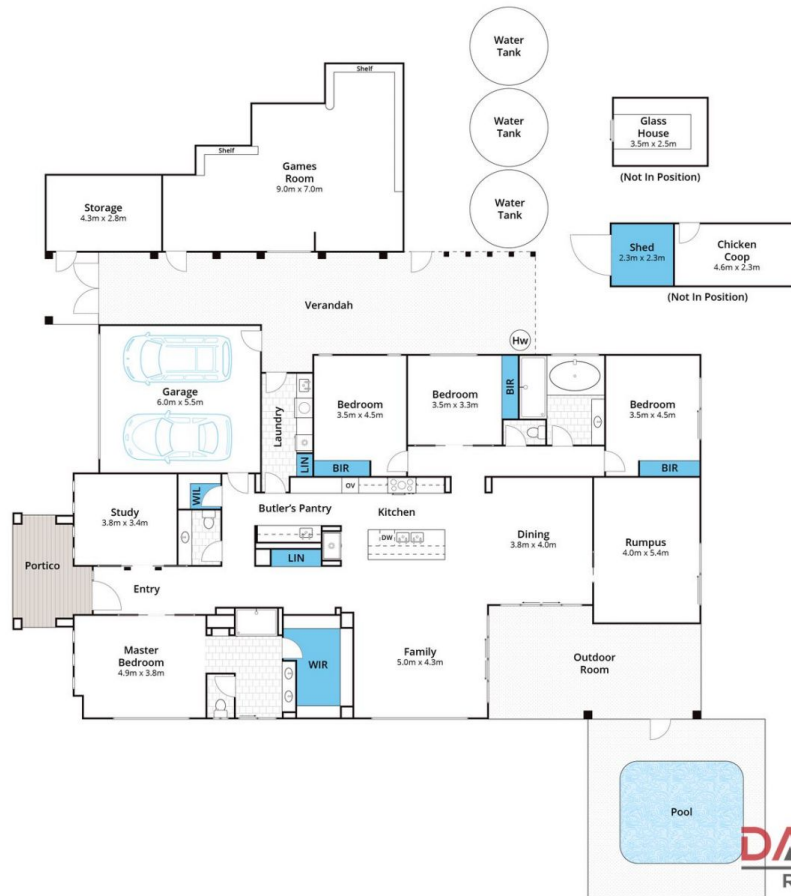 Water
Tank
Shelf
Water
Tank
Glass
House
3.5m x 2.5m
(Not In Position)
Shelf
Games
Room
9.0m x 7.0m
Storage
4.3m x 2.8m
Water
Tank
Shed
2.3m x 2.3m
Chicken
Coop
4.6m x 2.3m
(Not In Position)
Verandah
Hw
Garage
6.0m x 5.5m
Laundry
LIN
Bedroom
3.5m x 4.5m
BIR
Bedroom
3.5m x 3.3m
BIR
Bedroom
3.5m x 4.5m
BIR
Study
3.8m x 3.4m
WIL
Butler's Pantry
OV
Kitchen
DW
LIN
Dining
3.8m x 4.0m
Rumpus
4.0m x 5.4m
Portico
Entry
Master
Bedroom
4.9m x 3.8m
WIR
Family
5.0m x 4.3m
Outdoor
Room
Pool